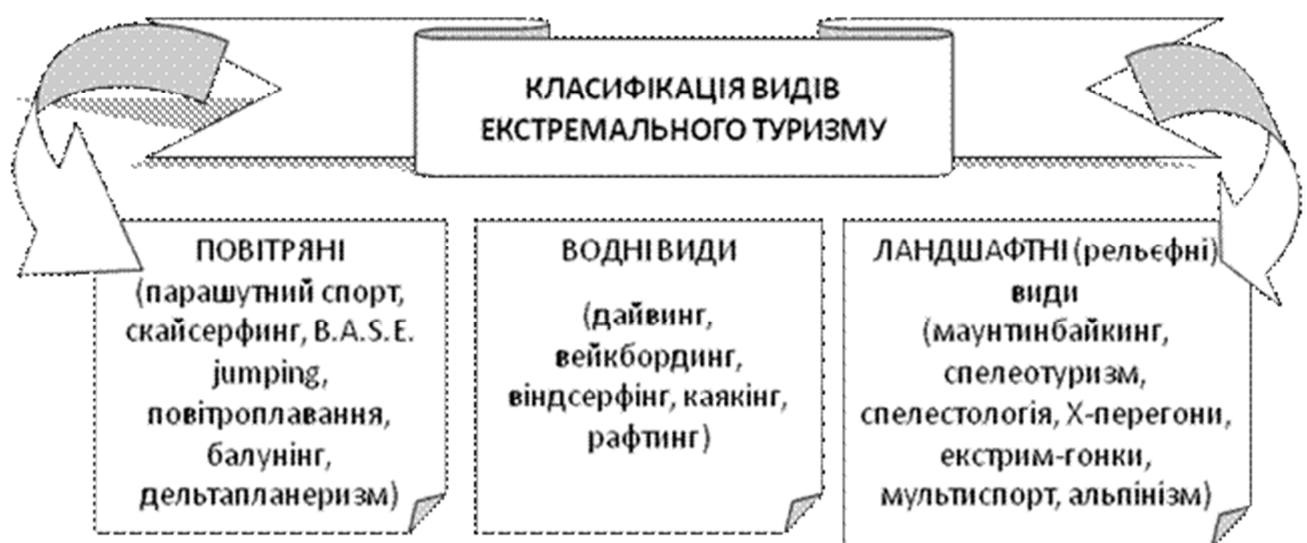 КЛАСИФІКАЦІЯ ВИДІВ
ЕКСТРЕМАЛЬНОГО ТУРИЗМУ
ПОВІТРЯНІ
(парашутний спорт,
скайсерфинг, B.A.S.E.
jumping,
повітроплавання,
балунінг,
дельтапланеризм)
ВОДНІ ВИДИ
(дайвинг,
вейкбординг,
віндсерфінг, каякінг,
рафтинг)
ЛАНДШАФТНІ (рельєфні)
види
(маунтинбайкинг,
спелеотуризм,
спелестологія, Х-перегони,
екстрим-гонки,
мультиспорт, альпінізм)